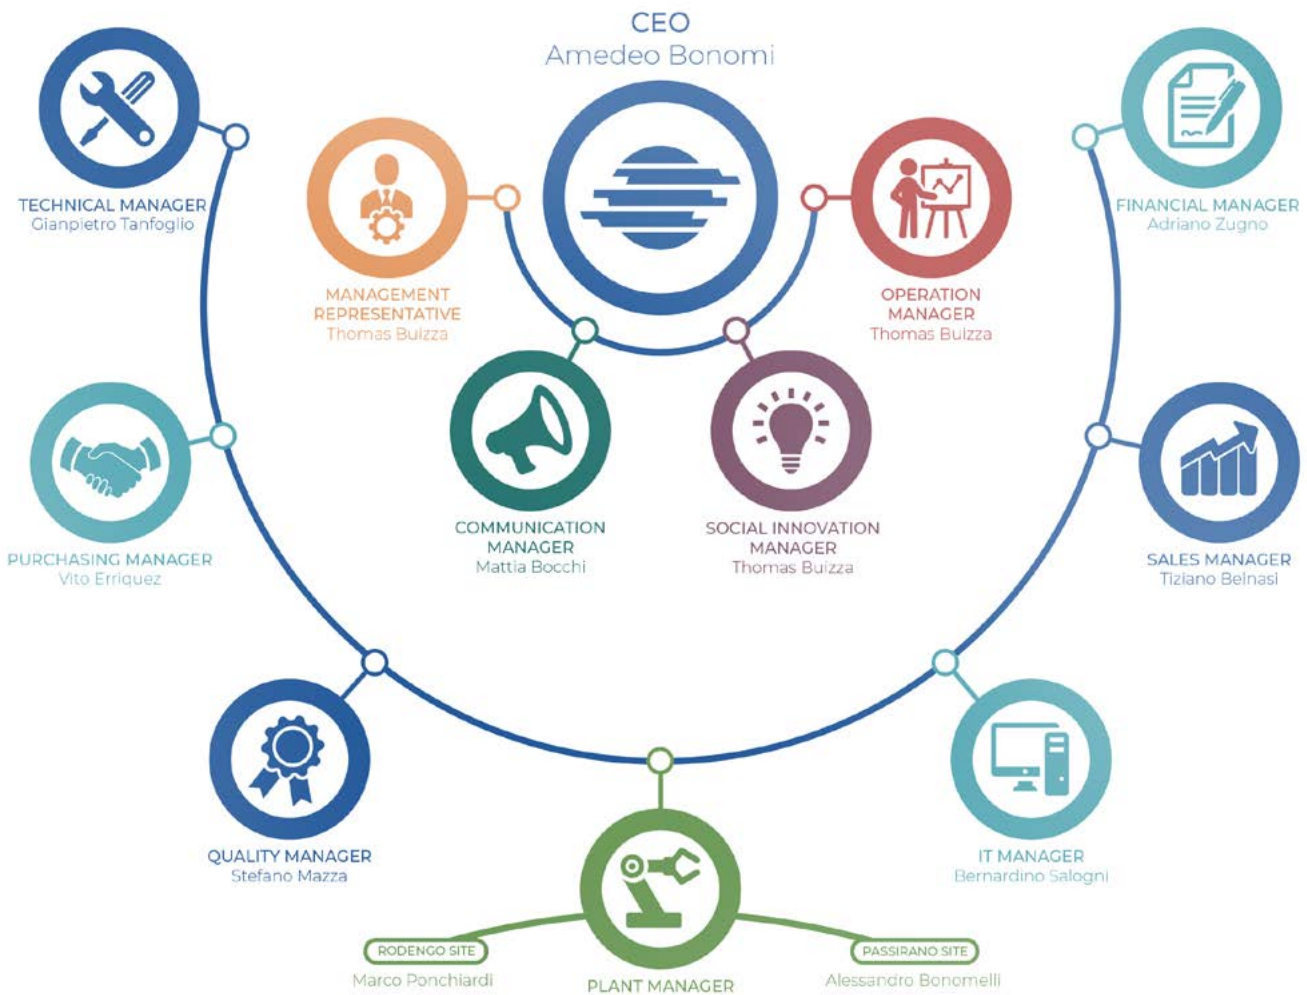 CEO
Amedeo Bonomi
TECHNICAL MANAGER
Gianpietro Tanfoglio
MANAGEMENT
REPRESENTATIVE
Thomas Buizza
OPERATION
MANAGER
Thomas Buizza
FINANCIAL MANAGER
Adriano Zugno
PURCHASING MANAGER
Vito Erriquez
COMMUNICATION
MANAGER
Mattia Bocchi
SOCIAL INNOVATION
MANAGER
Thomas Buizza
SALES MANAGER
Tiziano Belnasi
QUALITY MANAGER
Stefano Mazza
IT MANAGER
Bernardino Salogni
RODENGO SITE
Marco Ponchiardi
PLANT MANAGER
PASSIRANO SITE
Alessandro Bonomelli